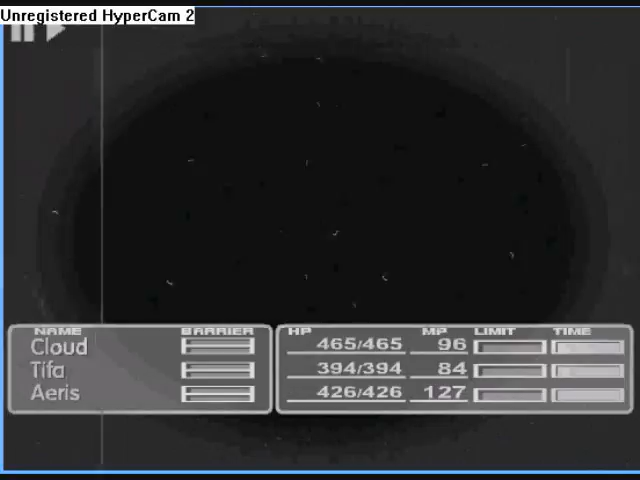 Unregistered HyperCam 2
NAME BARRIER HP MP LIMIT TIME
Cloud 465/465 96
Tifa 394/394 84
Aeris 426/426 127